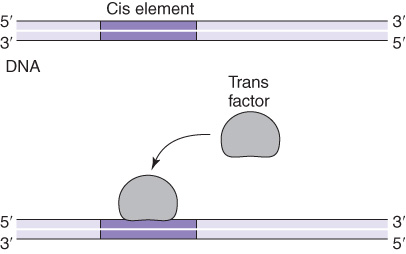 Cis element
5′ 3′
3′ 5′
DNA
Trans
factor
5′ 3′
3′ 5′